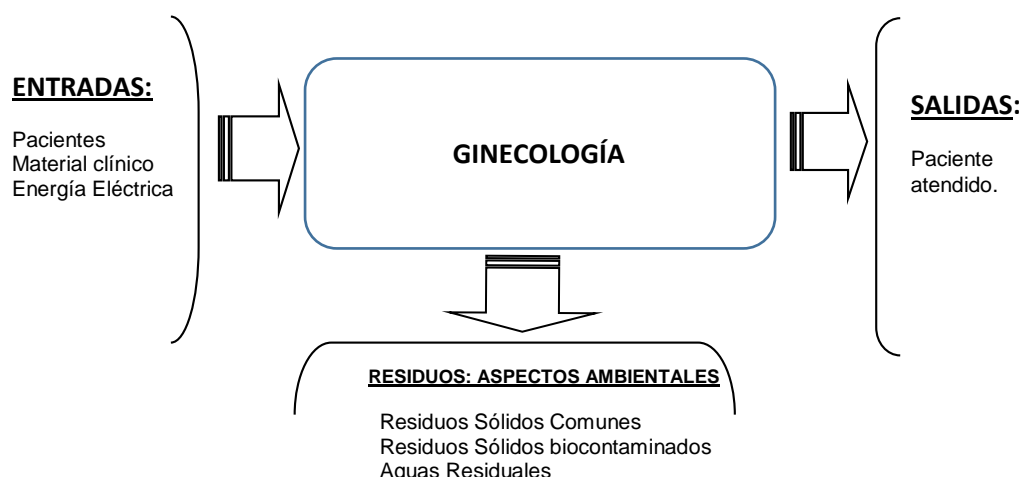 ENTRADAS:
Pacientes
Material clínico
Energía Eléctrica
GINECOLOGÍA
SALIDAS:
Paciente
atendido.
RESIDUOS: ASPECTOS AMBIENTALES
Residuos Sólidos Comunes
Residuos Sólidos biocontaminados
Aguas Residuales